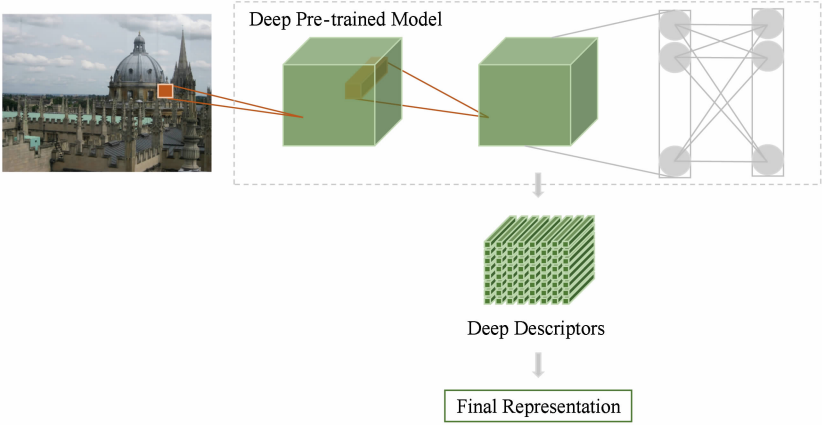 Deep Pre-trained Model
Deep Descriptors
Final Representation